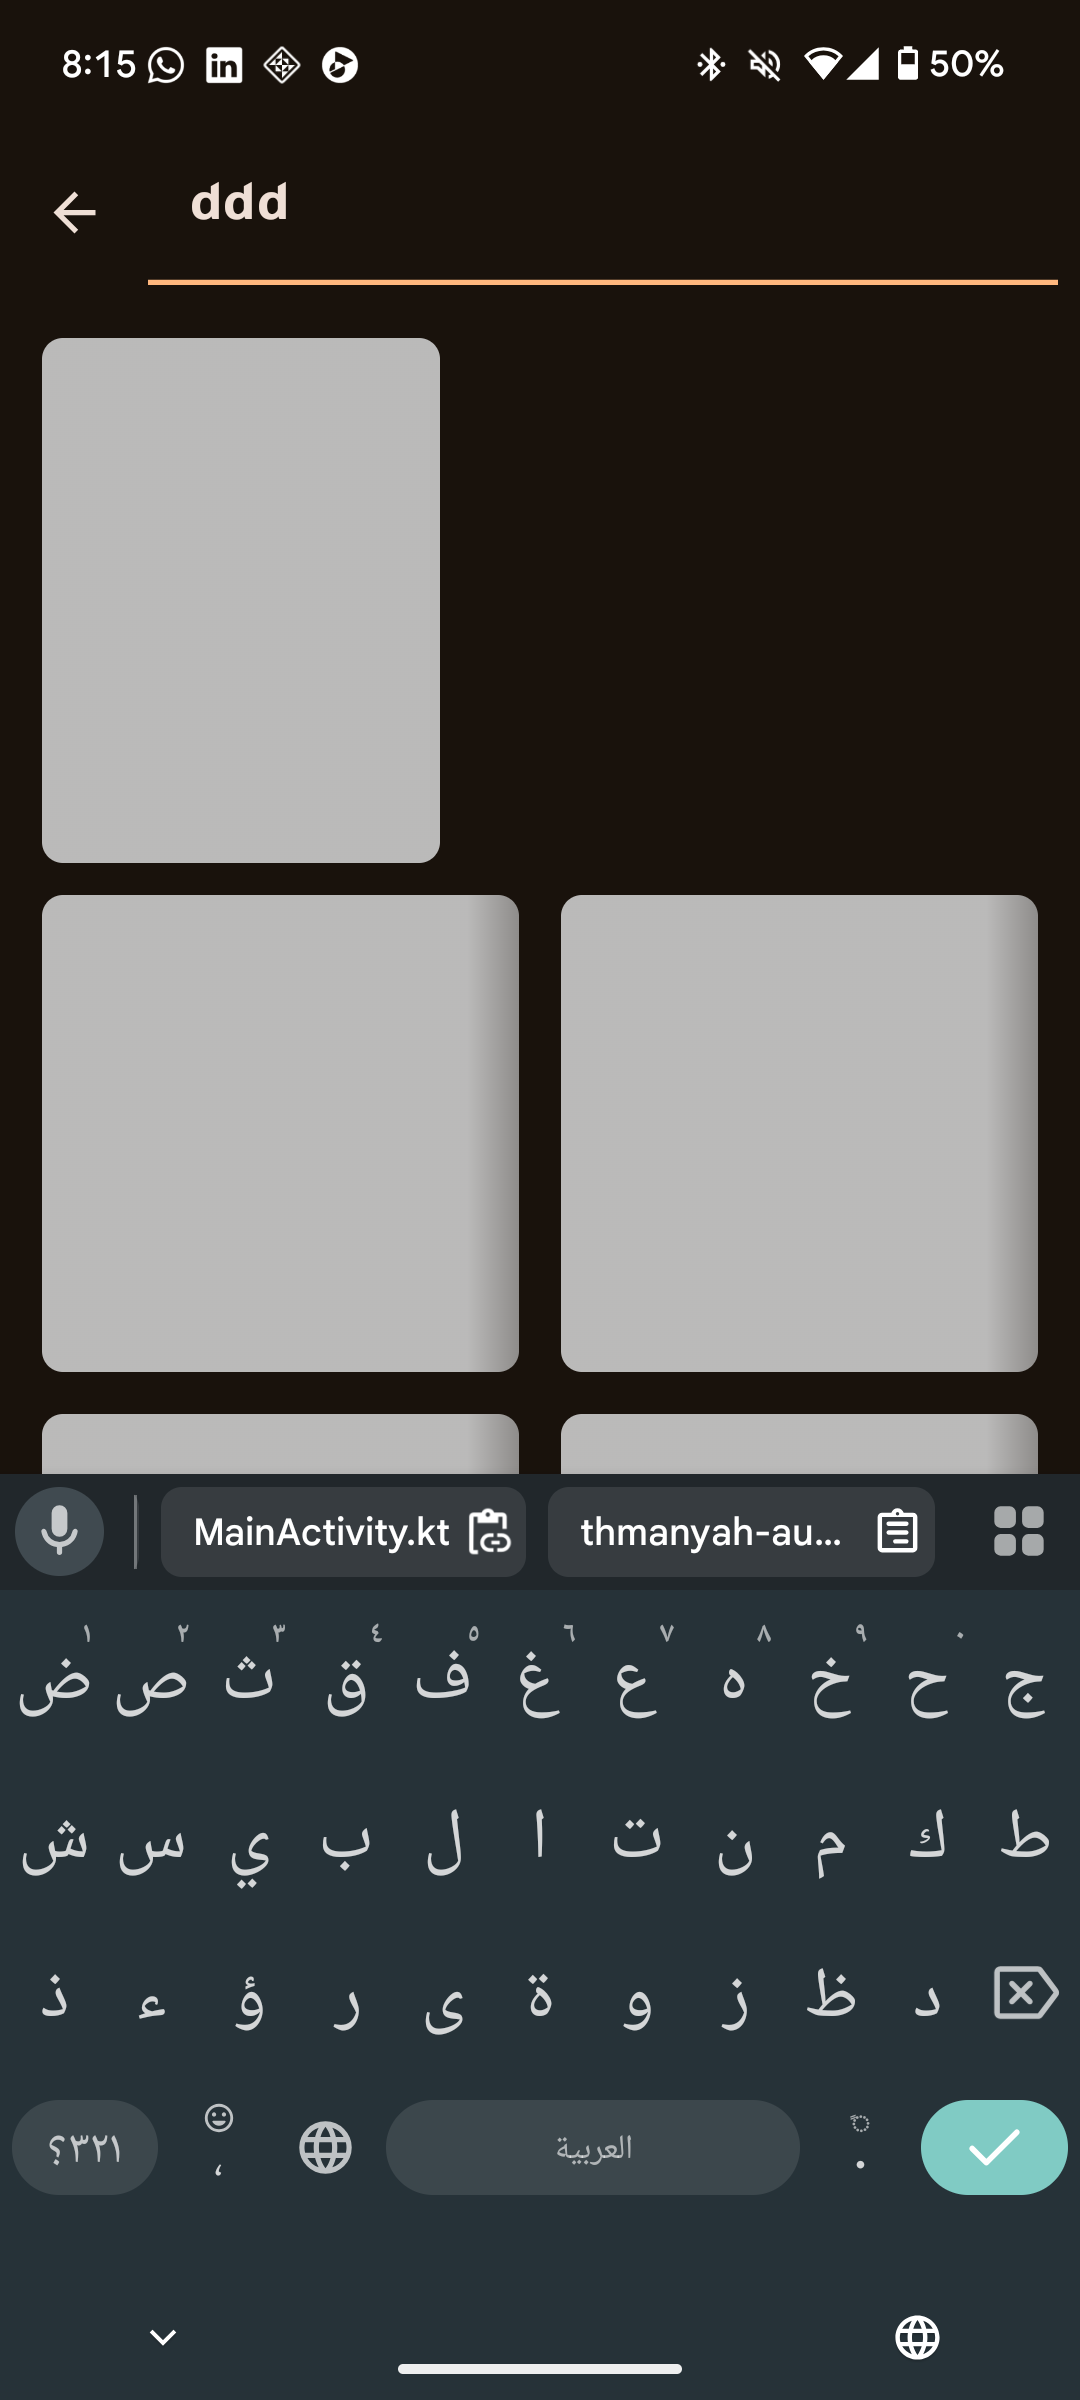 8:15 50%
ddd
MainActivity.kt thmanyah-au...
١ ٢ ٣ ٤ ٥ ٦ ٧ ٨ ٩ ٠
ض ص ث ق ف غ ع ه خ ح ج
ش س ي ب ل ا ت ن م ك ط
ذ ء ؤ ر ى ة و ز ظ د
؟٣٢١ ، العربية .